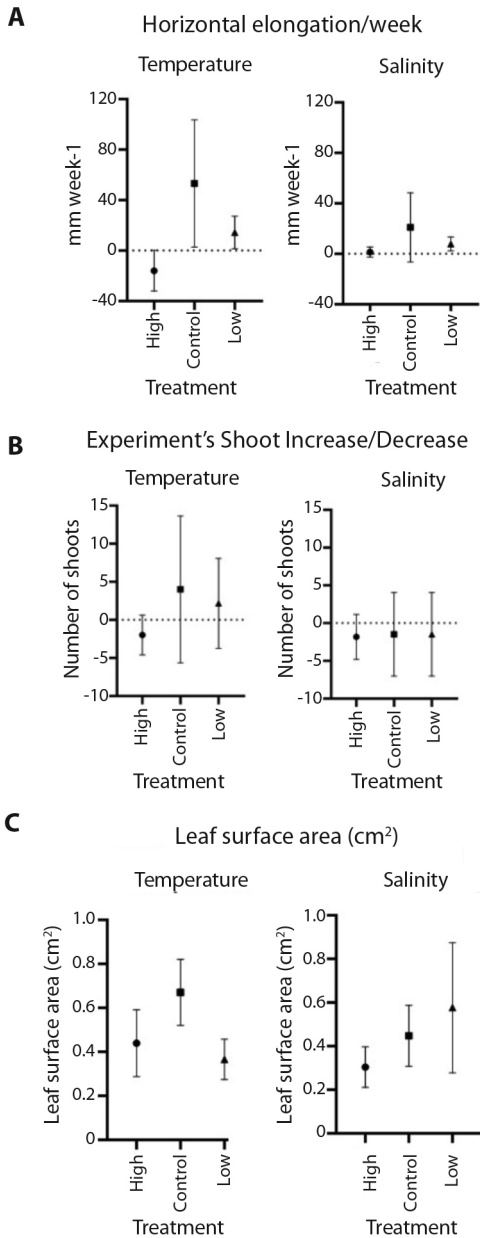 A
Horizontal elongation/week
Temperature
Salinity
mm week-1
120
80
40
0
-40
High
Control
Low
Treatment
mm week-1
120
80
40
0
-40
High
Control
Low
Treatment
B
Experiment's Shoot Increase/Decrease
Temperature
Salinity
Number of shoots
15
10
5
0
-5
-10
High
Control
Low
Treatment
Number of shoots
15
10
5
0
-5
-10
High
Control
Low
Treatment
C
Leaf surface area (cm²)
Temperature
Salinity
Leaf surface area (cm²)
1.0
0.8
0.6
0.4
0.2
0
High
Control
Low
Treatment
Leaf surface area (cm²)
1.0
0.8
0.6
0.4
0.2
0
High
Control
Low
Treatment